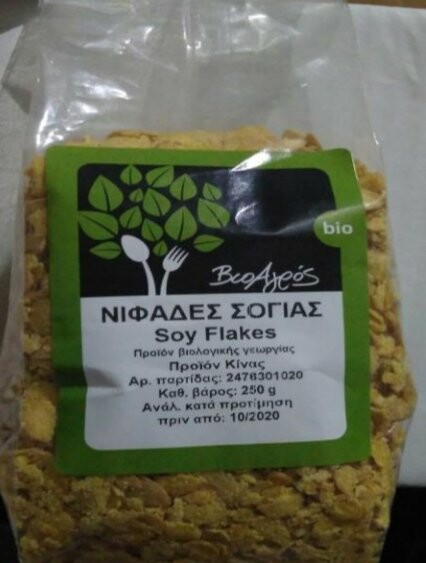 bio
ΒιοΑγρός
ΝΙΦΑΔΕΣ ΣΟΓΙΑΣ
Soy Flakes
Προϊόν βιολογικής γεωργίας
Προϊόν Κίνας
Αρ. παρτίδας: 2476301020
Καθ. βάρος: 250 g
Ανάλ. κατά προτίμηση
πριν από: 10/2020